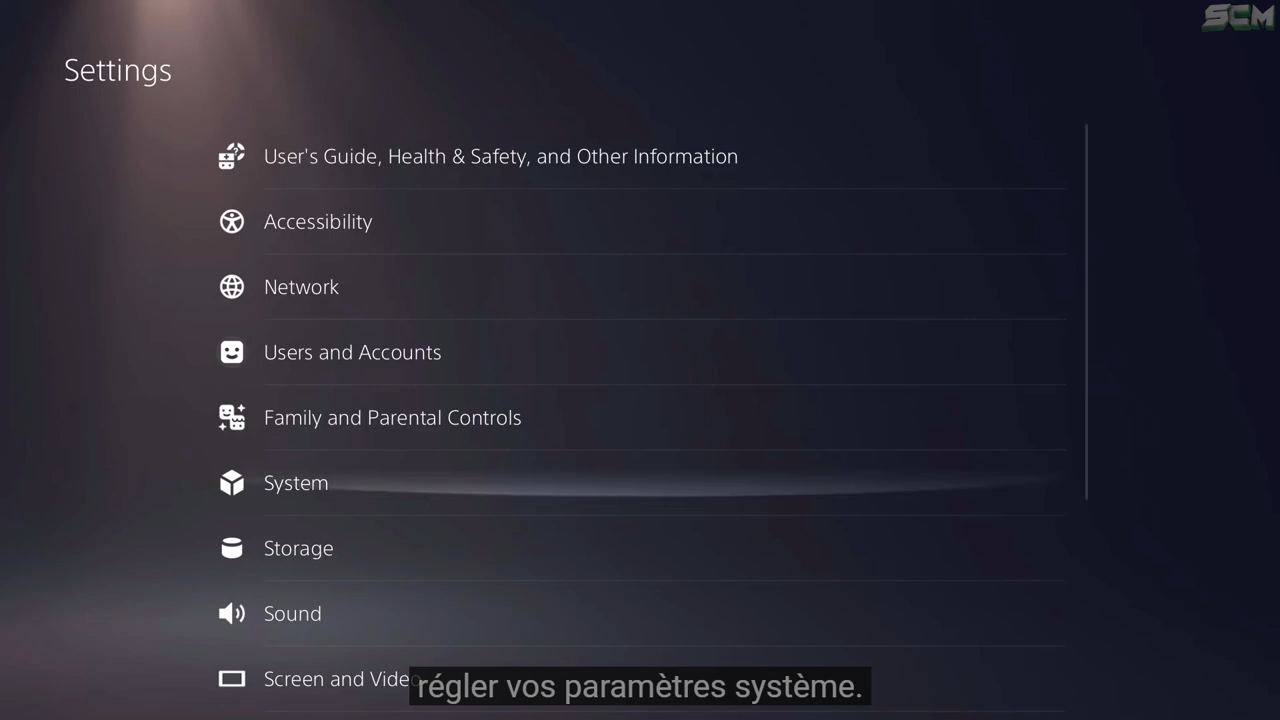 SCM
Settings
User's Guide, Health & Safety, and Other Information
Accessibility
Network
Users and Accounts
Family and Parental Controls
System
Storage
Sound
Screen and Video
régler vos paramètres système.